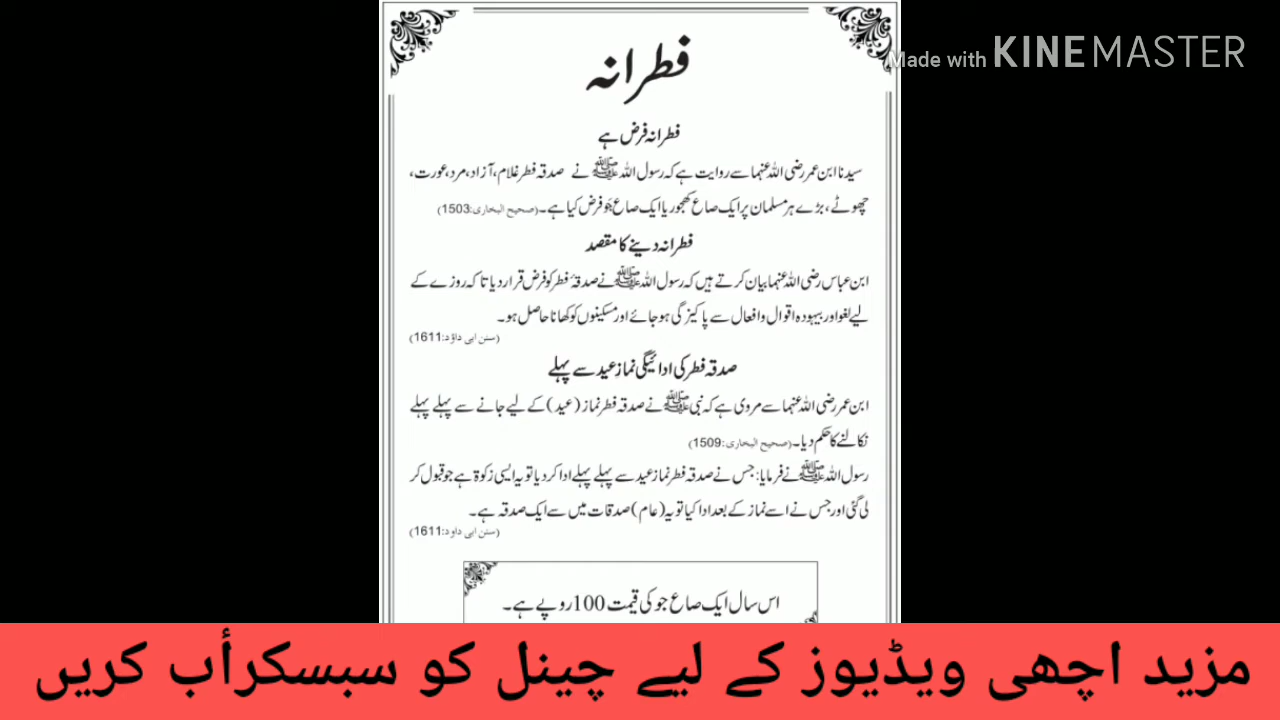 Made with KINEMASTER
فطرانہ
فطرانہ فرض ہے
سیدنا ابن عمر رضی اللہ عنہما سے روایت ہے کہ رسول اللہ ﷺ نے صدقہ فطر غلام، آزاد، مرد، عورت،
چھوٹے، بڑے ہر مسلمان پر ایک صاع کھجور یا ایک صاع جَو فرض کیا ہے۔ (صحیح البخاری:1503)
فطرانہ دینے کا مقصد
ابن عباس رضی اللہ عنہما بیان کرتے ہیں کہ رسول اللہ ﷺ نے صدقۂ فطر کو فرض قرار دیا تاکہ روزے کے
لیے لغو اور بیہودہ اقوال وافعال سے پاکیزگی ہو جائے اور مسکینوں کو کھانا حاصل ہو۔
(سنن ابی داؤد:1611)
صدقہ فطر کی ادائیگی نماز عید سے پہلے
ابن عمر رضی اللہ عنہما سے مروی ہے کہ نبی ﷺ نے صدقہ فطر نماز (عید) کے لیے جانے سے پہلے پہلے
نکالنے کا حکم دیا۔ (صحیح البخاری:1509)
رسول اللہ ﷺ نے فرمایا: جس نے صدقہ فطر نماز عید سے پہلے پہلے ادا کر دیا تو یہ ایسی زکوۃ ہے جو قبول کر
لی گئی اور جس نے اسے نماز کے بعد ادا کیا تو یہ (عام) صدقات میں سے ایک صدقہ ہے۔
(سنن ابی داود:1611)
اس سال ایک صاع جو کی قیمت 100 روپے ہے۔
مزید اچھی ویڈیوز کے لیے چینل کو سبسکرأب کریں